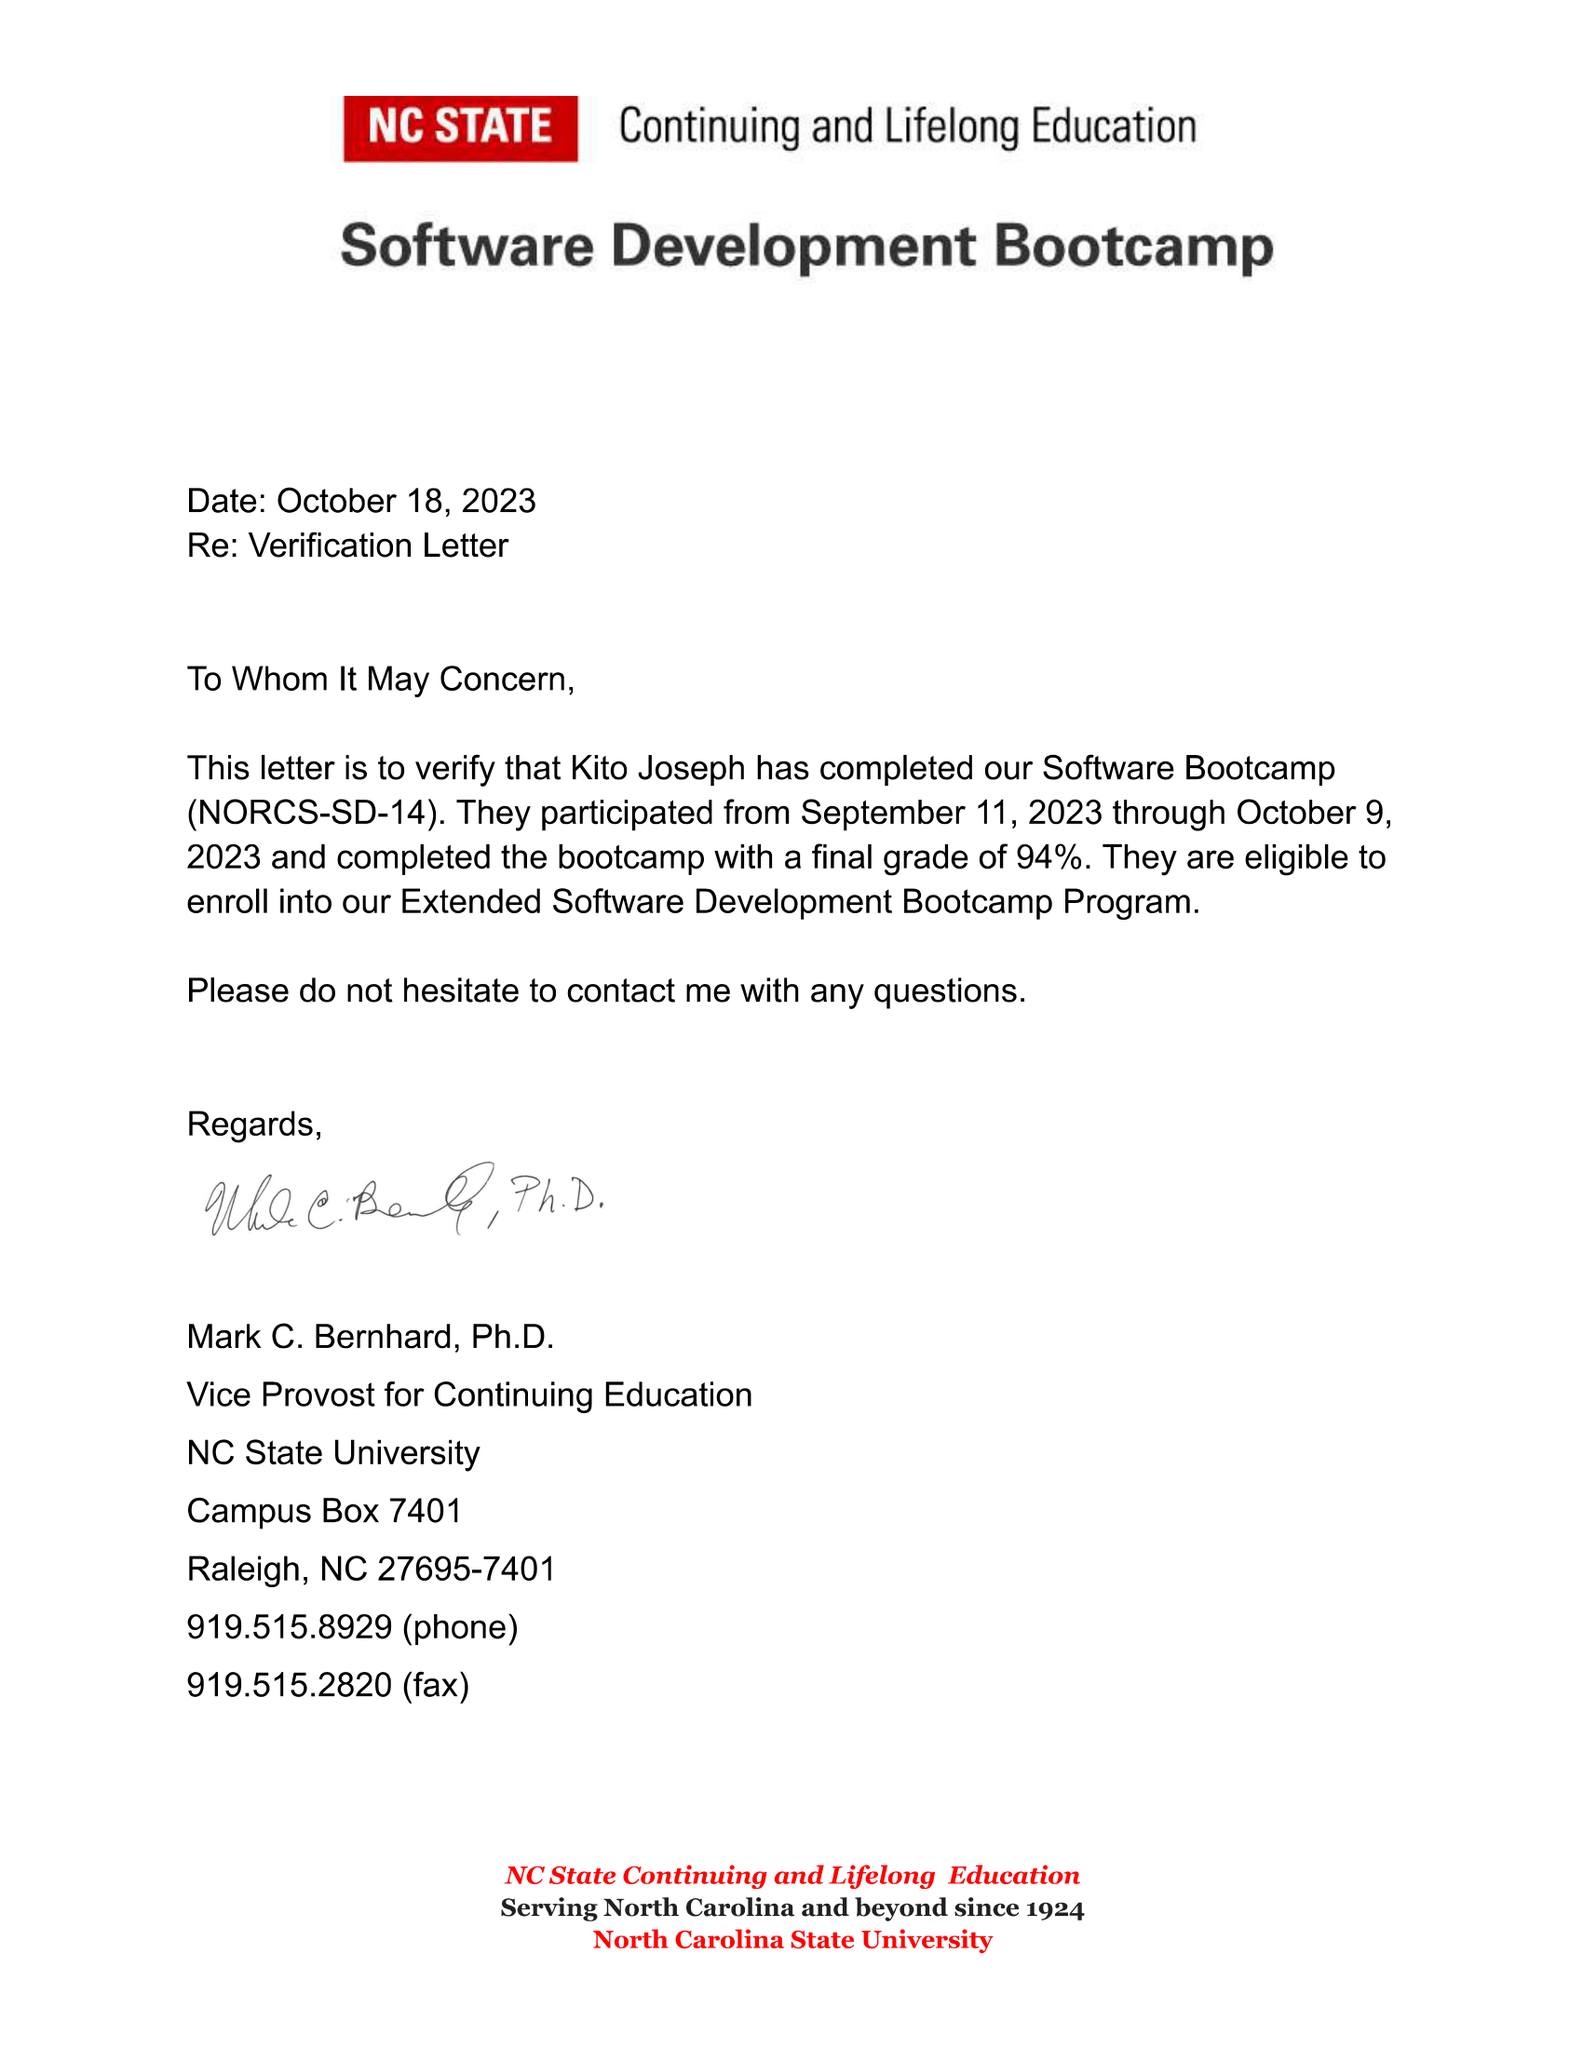 NC STATE Continuing and Lifelong Education
Software Development Bootcamp
Date: October 18, 2023
Re: Verification Letter
To Whom It May Concern,
This letter is to verify that Kito Joseph has completed our Software Bootcamp
(NORCS-SD-14). They participated from September 11, 2023 through October 9,
2023 and completed the bootcamp with a final grade of 94%. They are eligible to
enroll into our Extended Software Development Bootcamp Program.
Please do not hesitate to contact me with any questions.
Regards,
Mark C. Bernhard, Ph.D.
Mark C. Bernhard, Ph.D.
Vice Provost for Continuing Education
NC State University
Campus Box 7401
Raleigh, NC 27695-7401
919.515.8929 (phone)
919.515.2820 (fax)
NC State Continuing and Lifelong Education
Serving North Carolina and beyond since 1924
North Carolina State University